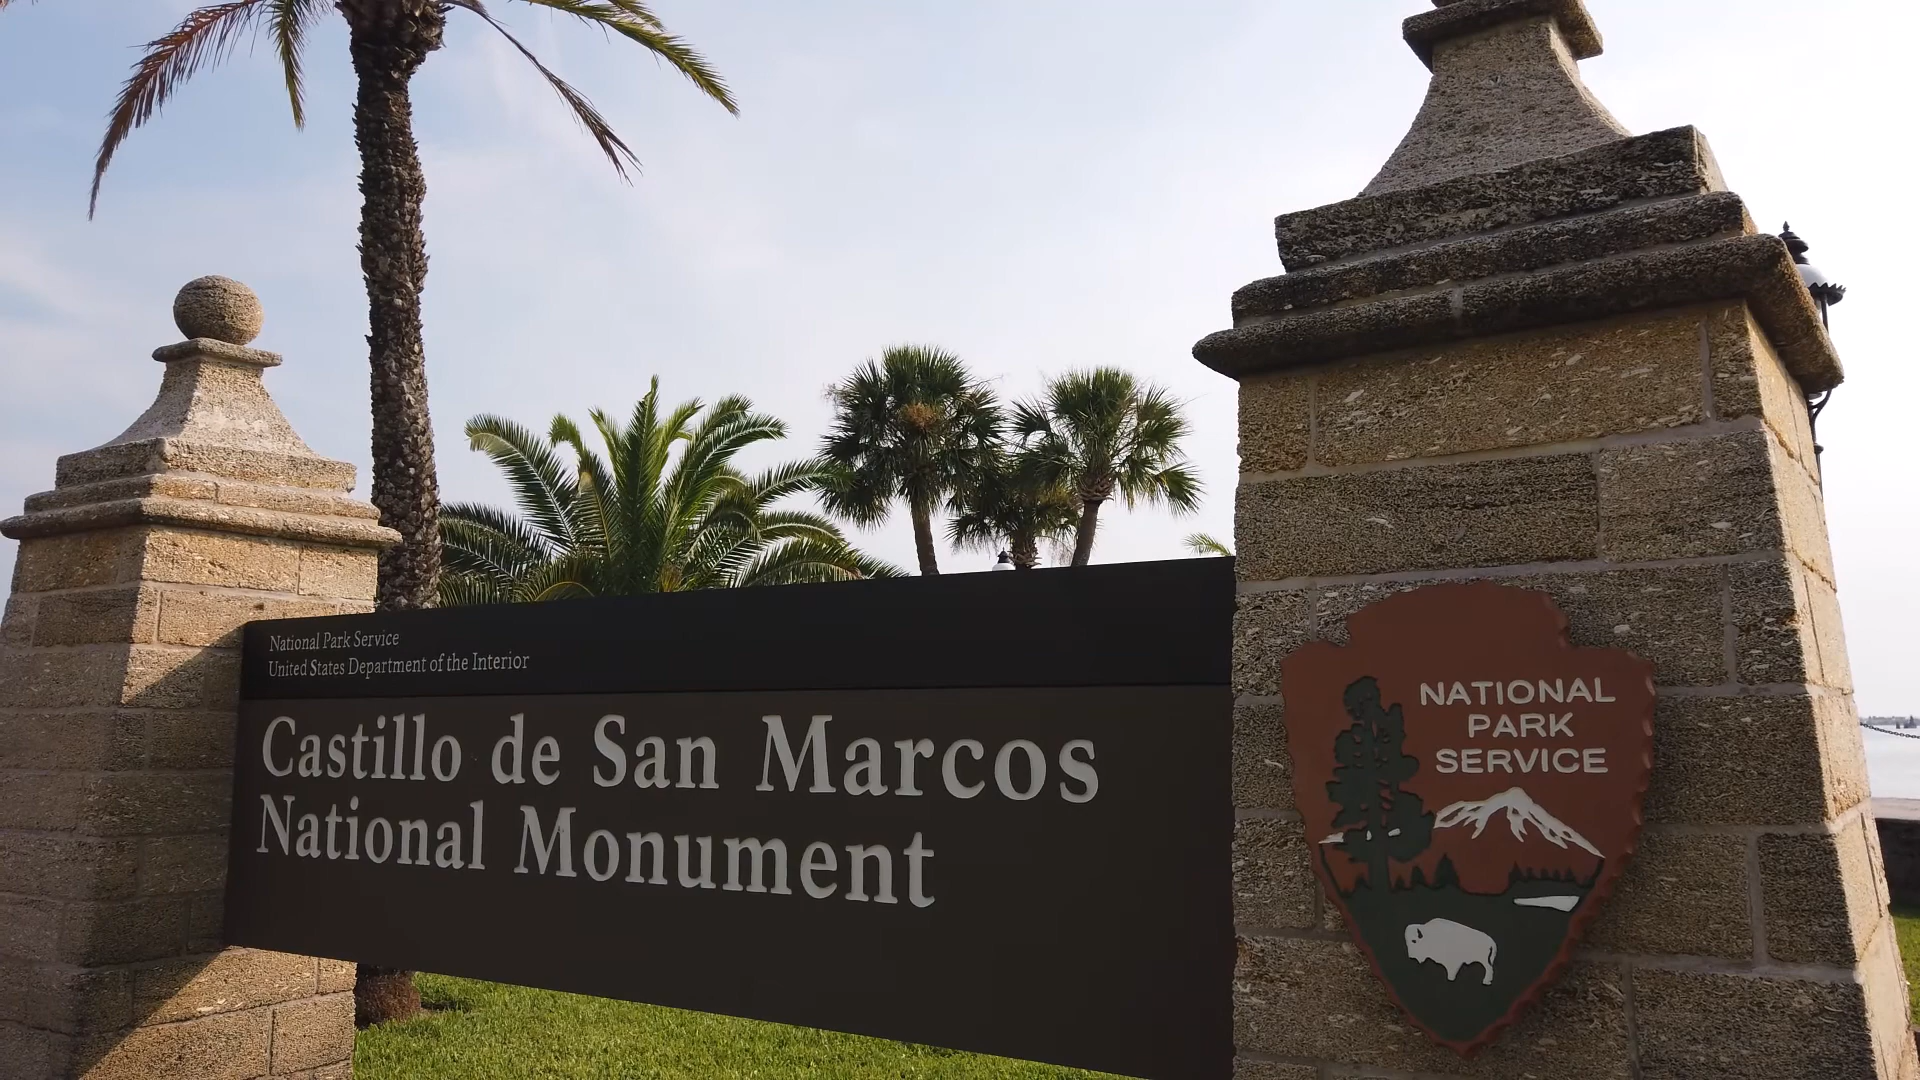 National Park Service
United States Department of the Interior
Castillo de San Marcos
National Monument
NATIONAL
PARK
SERVICE